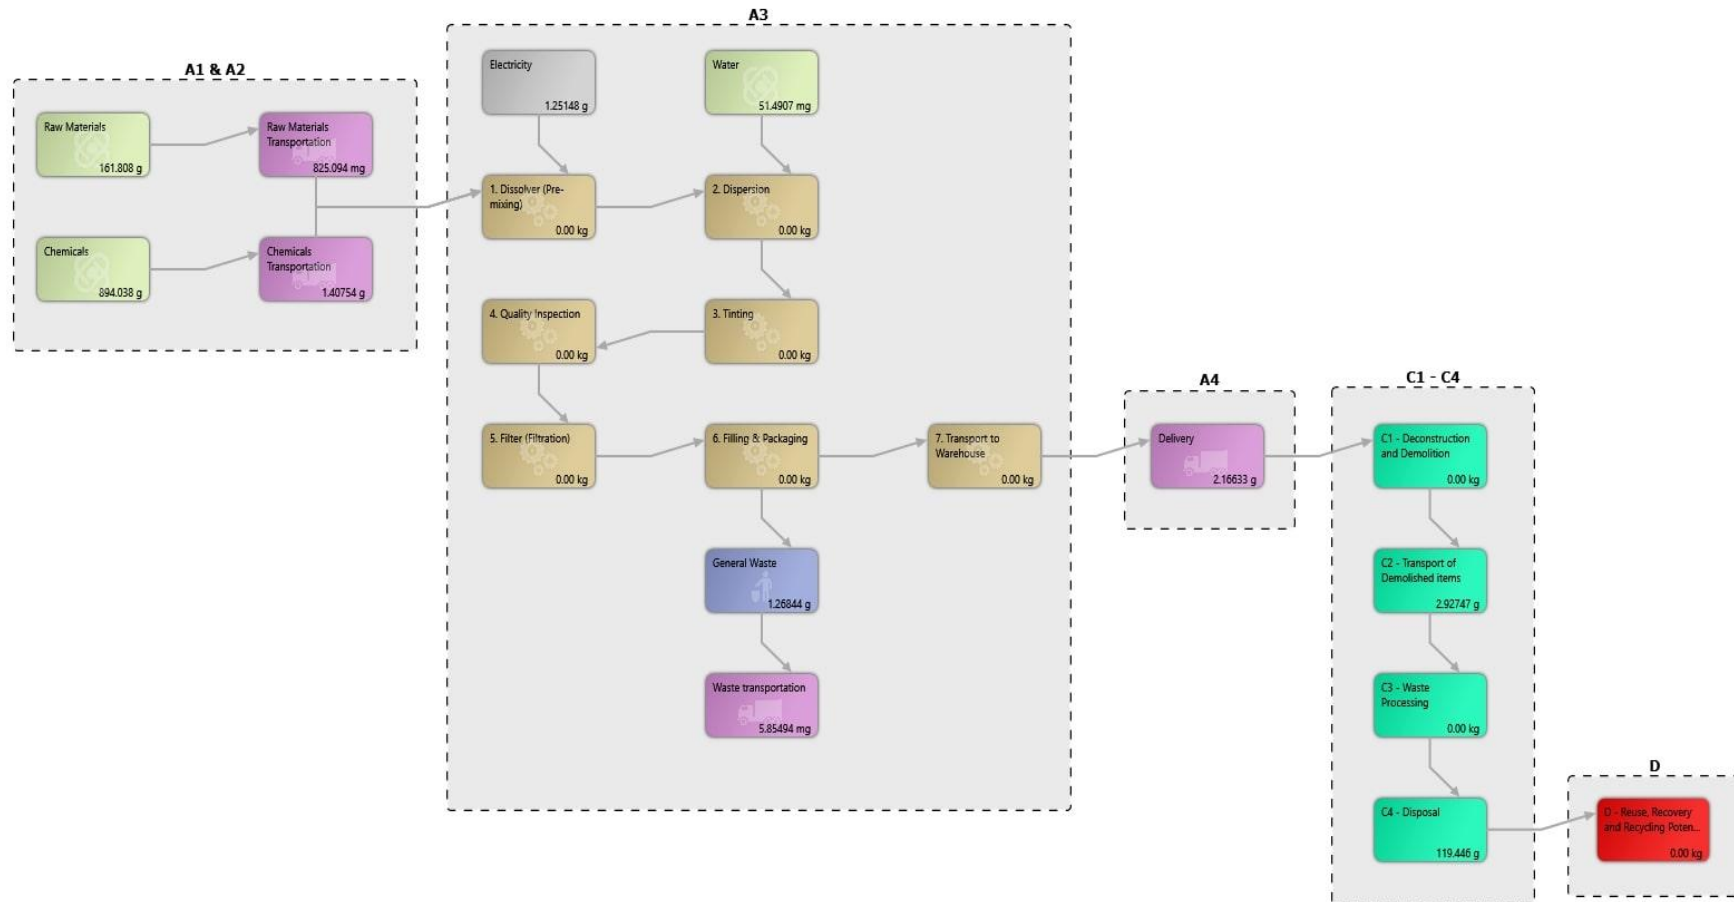 A1 & A2
Raw Materials
161.808 g
Raw Materials
Transportation
825.094 mg
Chemicals
894.038 g
Chemicals
Transportation
1.40754 g
A3
Electricity
1.25148 g
Water
51.4907 mg
1. Dissolver (Pre-
mixing)
0.00 kg
2. Dispersion
0.00 kg
3. Tinting
0.00 kg
4. Quality Inspection
0.00 kg
5. Filter (Filtration)
0.00 kg
6. Filling & Packaging
0.00 kg
7. Transport to
Warehouse
0.00 kg
General Waste
1.26844 g
Waste transportation
5.85494 mg
A4
Delivery
2.16633 g
C1 - C4
C1 - Deconstruction
and Demolition
0.00 kg
C2 - Transport of
Demolished items
2.92747 g
C3 - Waste
Processing
0.00 kg
C4 - Disposal
119.446 g
D
D - Reuse, Recovery
and Recycling Poten...
0.00 kg